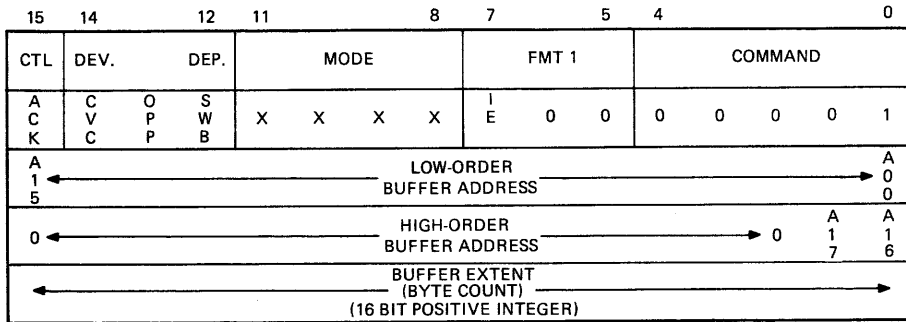 15 14 12 11 8 7 5 4 0
CTL DEV. DEP. MODE FMT 1 COMMAND
A C O S I
C V P W X X X X E 0 0 0 0 0 0 1
K C P B
A LOW-ORDER A
1 BUFFER ADDRESS 0
5 0
HIGH-ORDER A A
0 BUFFER ADDRESS 0 1 1
7 6
BUFFER EXTENT
(BYTE COUNT)
(16 BIT POSITIVE INTEGER)